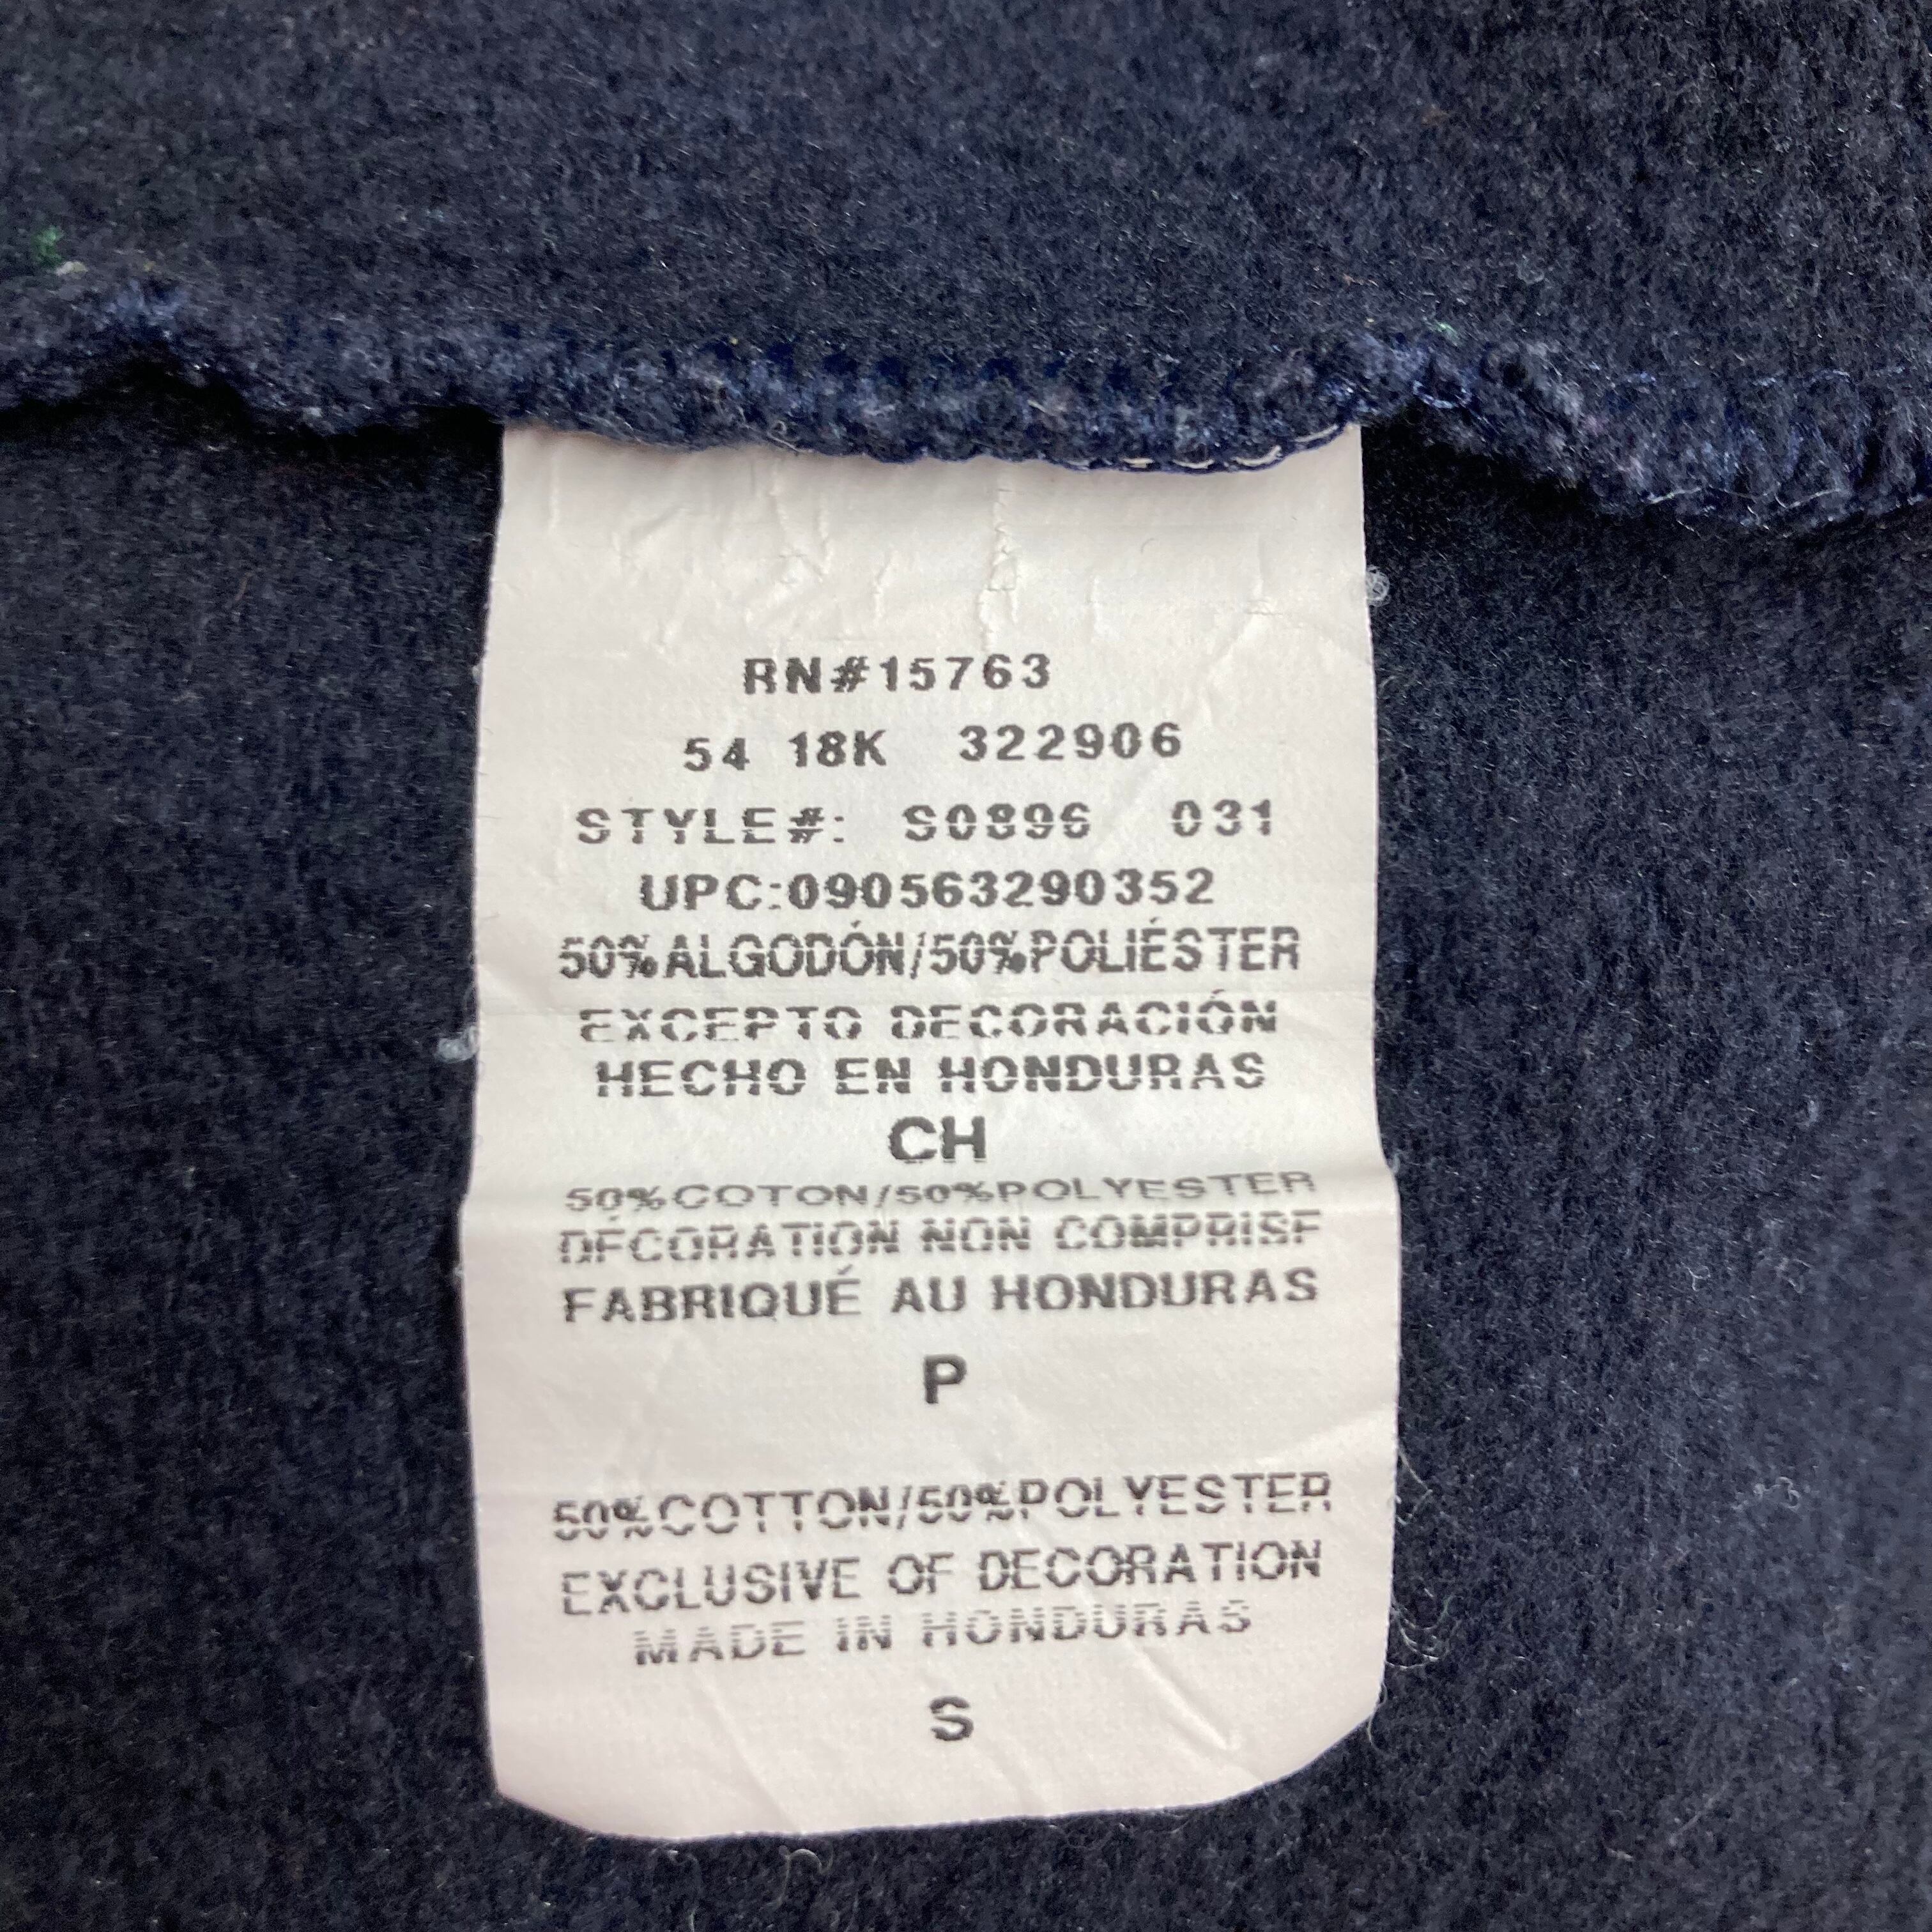 RN#15763
54 18K 322906
STYLE#: S0896 031
UPC:090563290352
50%ALGODÓN/50%POLIÉSTER
EXCEPTO DECORACIÓN
HECHO EN HONDURAS
CH
50%COTON/50%POLYESTER
DÉCORATION NON COMPRISE
FABRIQUÉ AU HONDURAS
P
50%COTTON/50%POLYESTER
EXCLUSIVE OF DECORATION
MADE IN HONDURAS
S